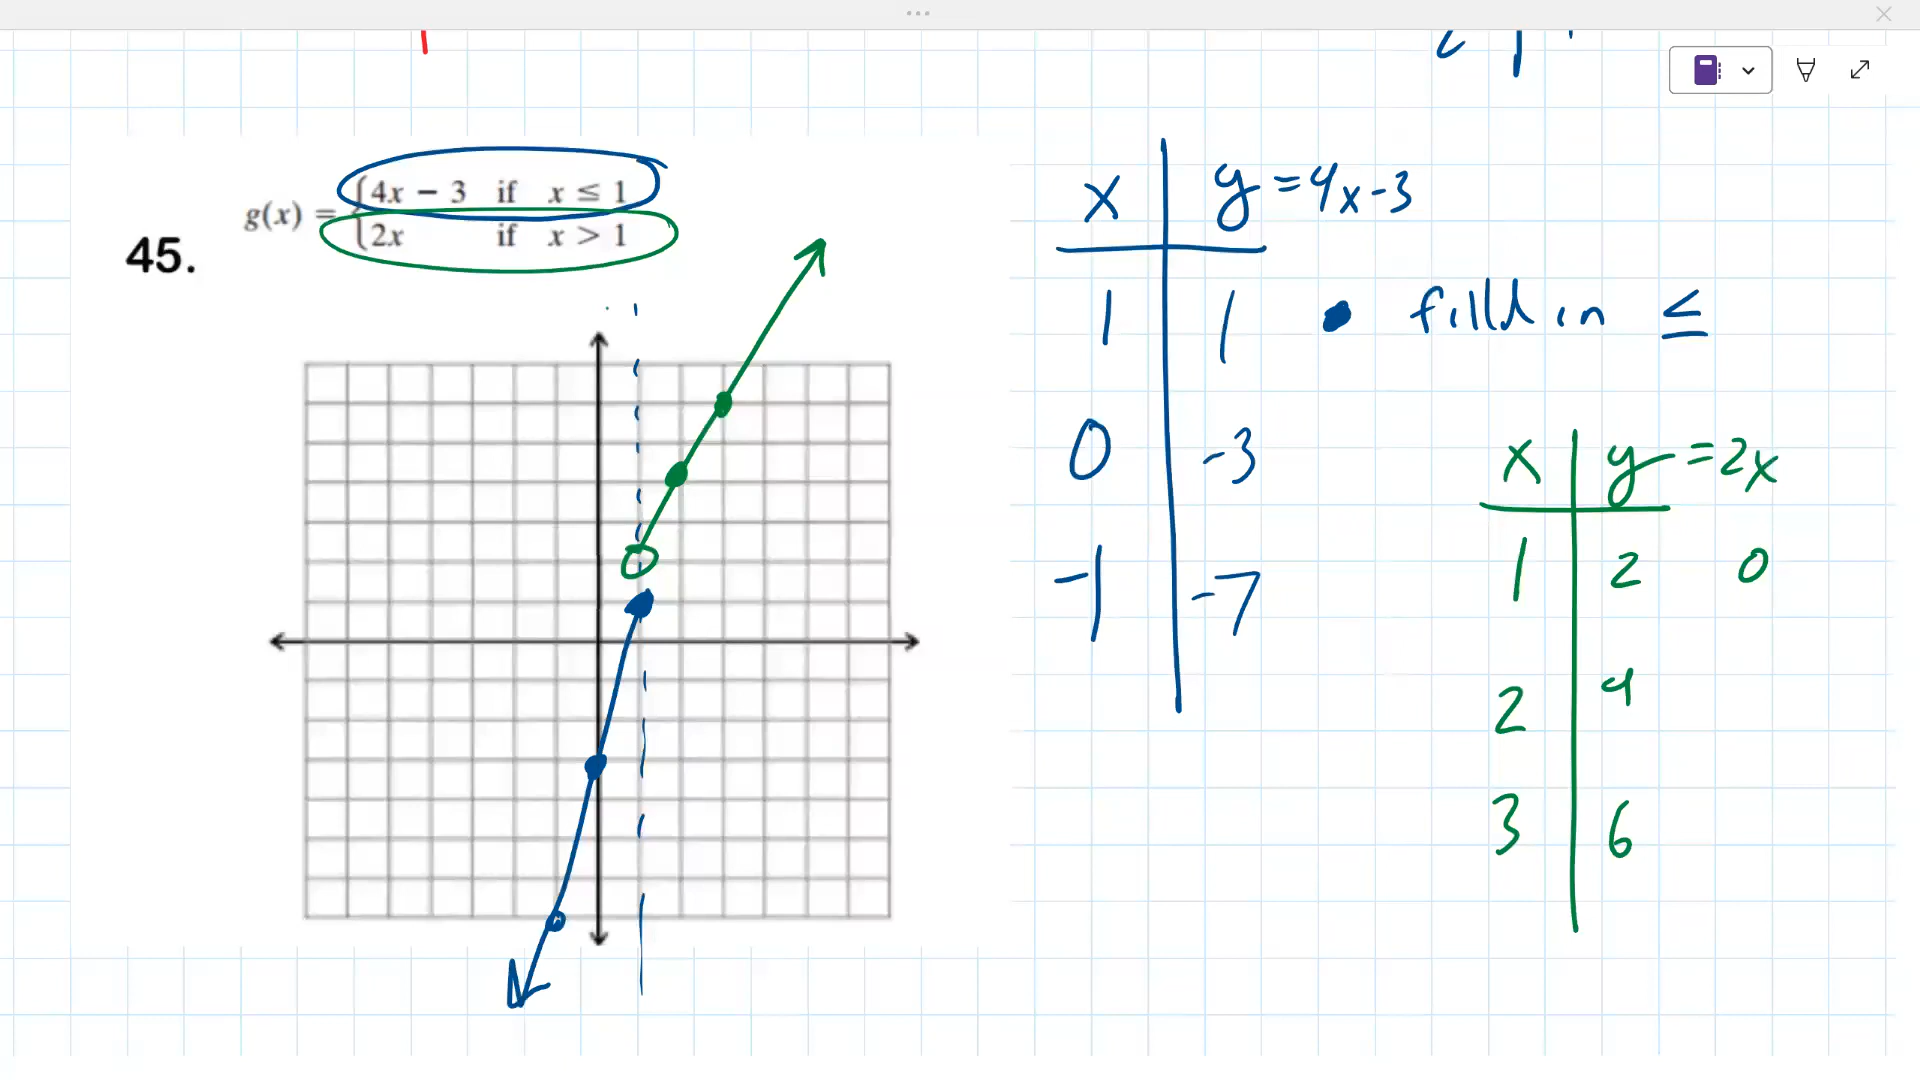 45.
g(x) = { 4x − 3 if x ≤ 1
2x if x > 1
x y = 4x-3
1 1 • filld in ≤
0 -3
-1 -7
x y = 2x
1 2 0
2 4
3 6